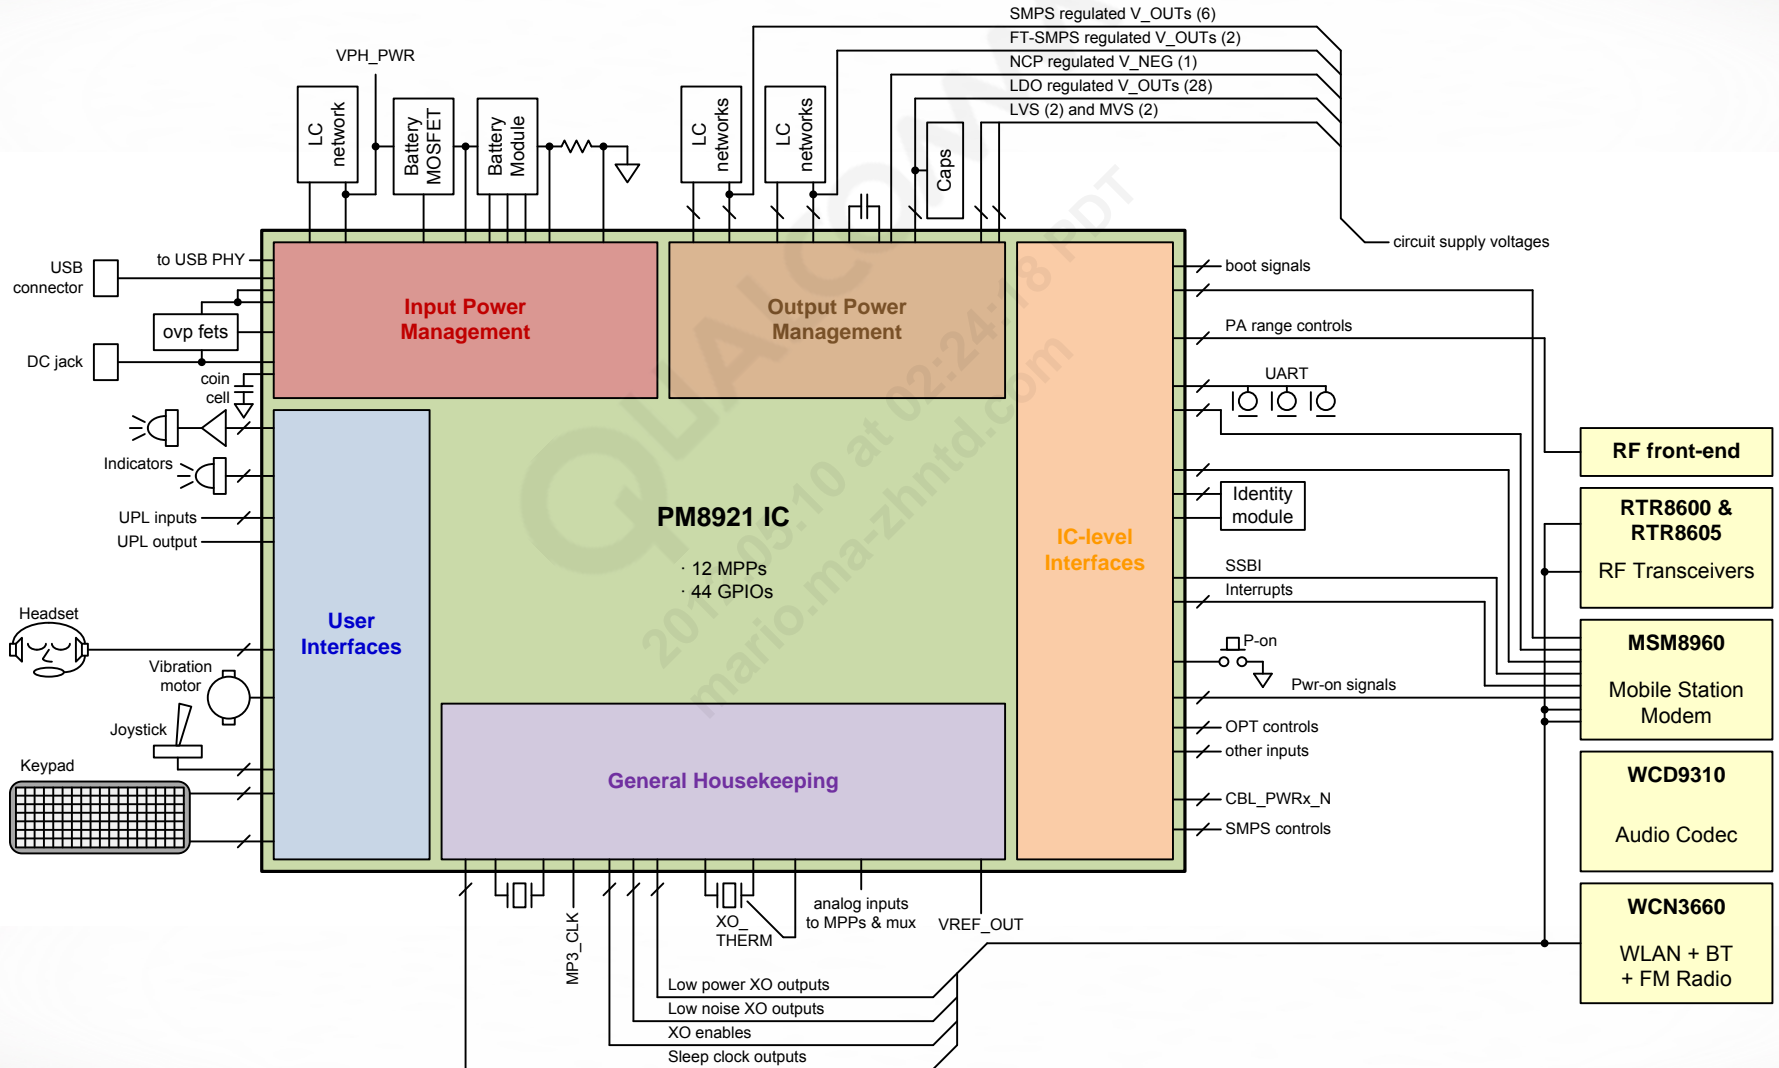 SMPS regulated V_OUTs (6)
FT-SMPS regulated V_OUTs (2)
NCP regulated V_NEG (1)
LDO regulated V_OUTs (28)
LVS (2) and MVS (2)
VPH_PWR
LC
network
Battery
MOSFET
Battery
Module
LC
networks
LC
networks
Caps
circuit supply voltages
USB
connector
to USB PHY
ovp fets
DC jack
coin
cell
Indicators
UPL inputs
UPL output
Headset
Vibration
motor
Joystick
Keypad
Input Power
Management
Output Power
Management
PM8921 IC
· 12 MPPs
· 44 GPIOs
User
Interfaces
IC-level
Interfaces
General Housekeeping
boot signals
PA range controls
UART
Identity
module
SSBI
Interrupts
P-on
Pwr-on signals
OPT controls
other inputs
CBL_PWRx_N
SMPS controls
RF front-end
RTR8600 &
RTR8605
RF Transceivers
MSM8960
Mobile Station
Modem
WCD9310
Audio Codec
WCN3660
WLAN + BT
+ FM Radio
MP3_CLK
XO_
THERM
analog inputs
to MPPs & mux
VREF_OUT
Low power XO outputs
Low noise XO outputs
XO enables
Sleep clock outputs
QUALCOMM
mario.ma-zhntd.com